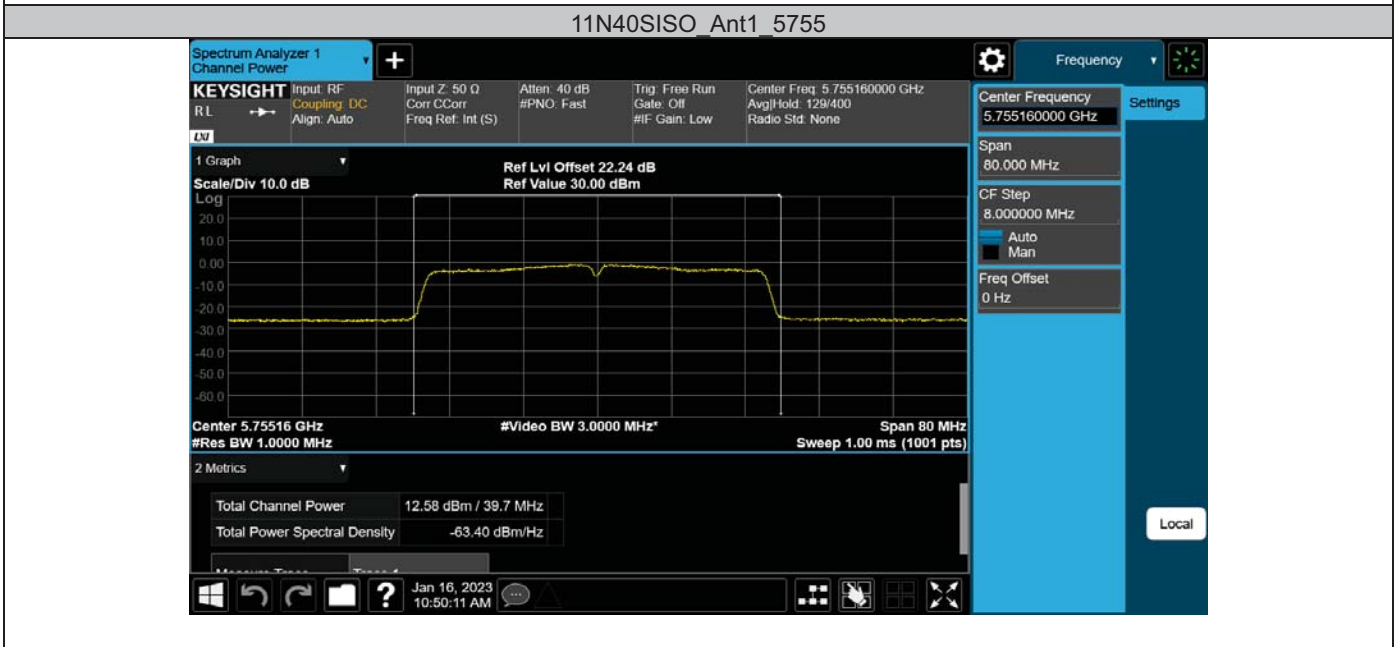 11N40SISO_Ant1_5755
Spectrum Analyzer 1
Channel Power
Frequency
KEYSIGHT
RL
LXI
Input: RF
Coupling: DC
Align: Auto
Input Z: 50 Ω
Corr CCorr
Freq Ref: Int (S)
Atten: 40 dB
#PNO: Fast
Trig: Free Run
Gate: Off
#IF Gain: Low
Center Freq: 5.755160000 GHz
Avg|Hold: 129/400
Radio Std: None
Center Frequency
5.755160000 GHz
Settings
Span
80.000 MHz
CF Step
8.000000 MHz
Auto
Man
Freq Offset
0 Hz
Local
1 Graph
Scale/Div 10.0 dB
Ref Lvl Offset 22.24 dB
Ref Value 30.00 dBm
Log
20.0
10.0
0.00
-10.0
-20.0
-30.0
-40.0
-50.0
-60.0
Center 5.75516 GHz
#Res BW 1.0000 MHz
#Video BW 3.0000 MHz*
Span 80 MHz
Sweep 1.00 ms (1001 pts)
2 Metrics
Total Channel Power 12.58 dBm / 39.7 MHz
Total Power Spectral Density -63.40 dBm/Hz
?
Jan 16, 2023
10:50:11 AM